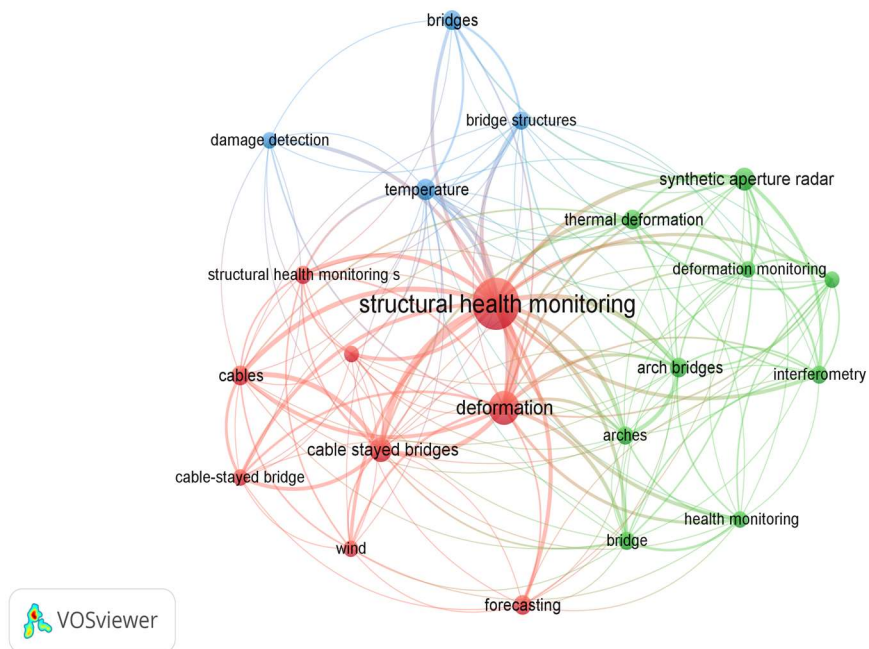 bridges
bridge structures
damage detection
synthetic aperture radar
temperature
thermal deformation
deformation monitoring
structural health monitoring s
structural health monitoring
arch bridges
interferometry
cables
deformation
arches
cable stayed bridges
cable-stayed bridge
health monitoring
bridge
wind
forecasting
VOSviewer